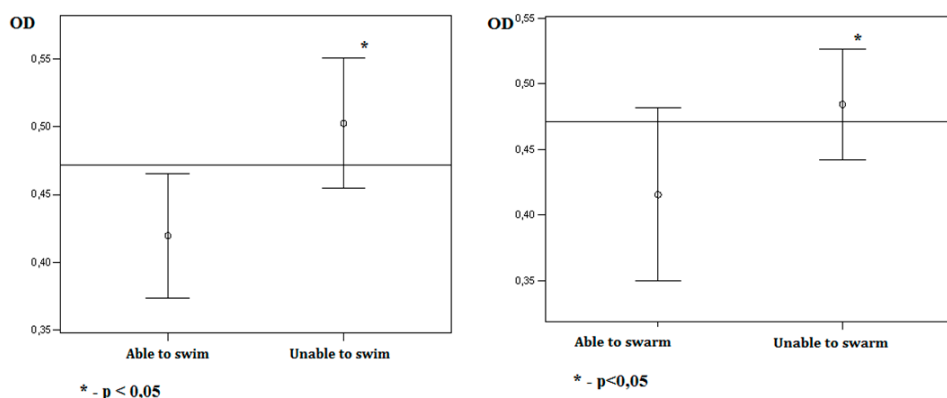 OD
0,55
0,50
0,45
0,40
0,35
*
Able to swim
Unable to swim
* - p < 0,05
OD
0,55
0,50
0,45
0,40
0,35
*
Able to swarm
Unable to swarm
* - p<0,05